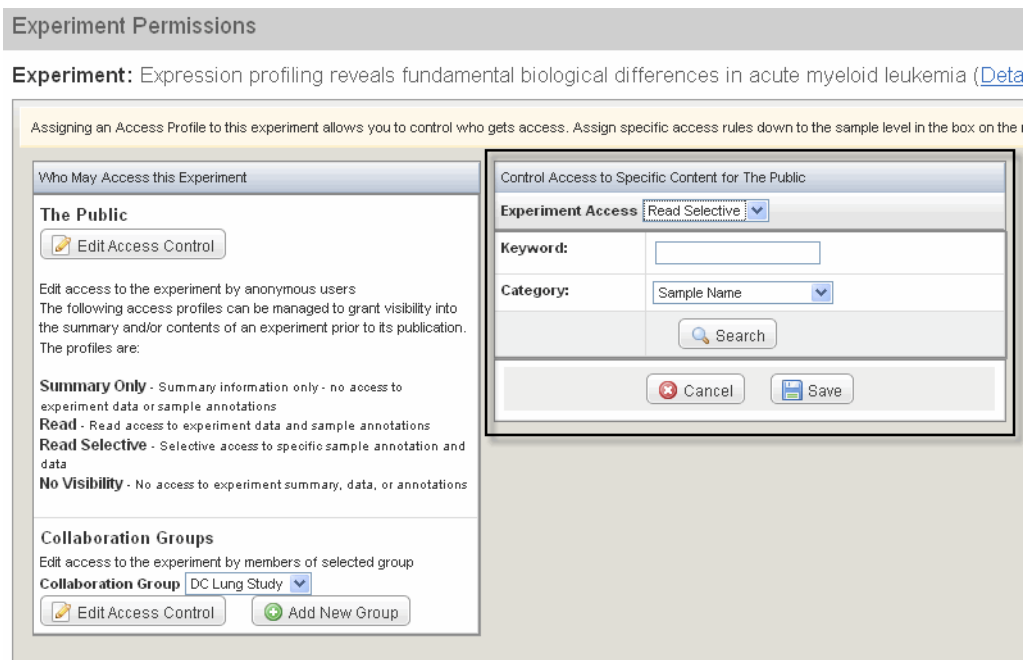 Experiment Permissions
Experiment: Expression profiling reveals fundamental biological differences in acute myeloid leukemia (Deta
Assigning an Access Profile to this experiment allows you to control who gets access. Assign specific access rules down to the sample level in the box on the
Who May Access this Experiment
The Public
Edit Access Control
Edit access to the experiment by anonymous users
The following access profiles can be managed to grant visibility into
the summary and/or contents of an experiment prior to its publication.
The profiles are:
Summary Only - Summary information only - no access to
experiment data or sample annotations
Read - Read access to experiment data and sample annotations
Read Selective - Selective access to specific sample annotation and
data
No Visibility - No access to experiment summary, data, or annotations
Collaboration Groups
Edit access to the experiment by members of selected group
Collaboration Group DC Lung Study
Edit Access Control Add New Group
Control Access to Specific Content for The Public
Experiment Access Read Selective
Keyword:
Category: Sample Name
Search
Cancel Save